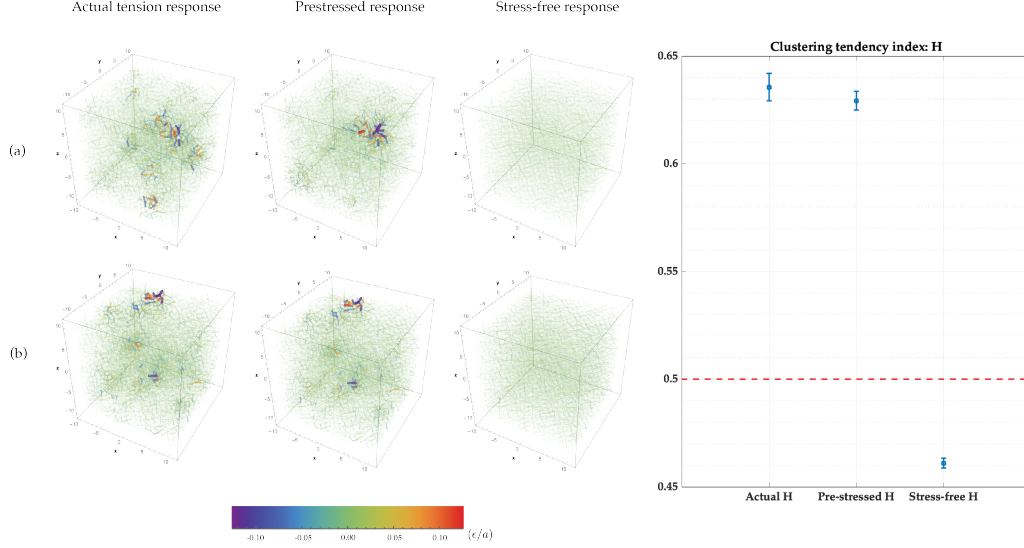 Actual tension response
Prestressed response
Stress-free response
(a)
(b)
-0.10
-0.05
0.00
0.05
0.10
(ϵ/a)
Clustering tendency index: H
0.65
0.6
0.55
0.5
0.45
Actual H
Pre-stressed H
Stress-free H